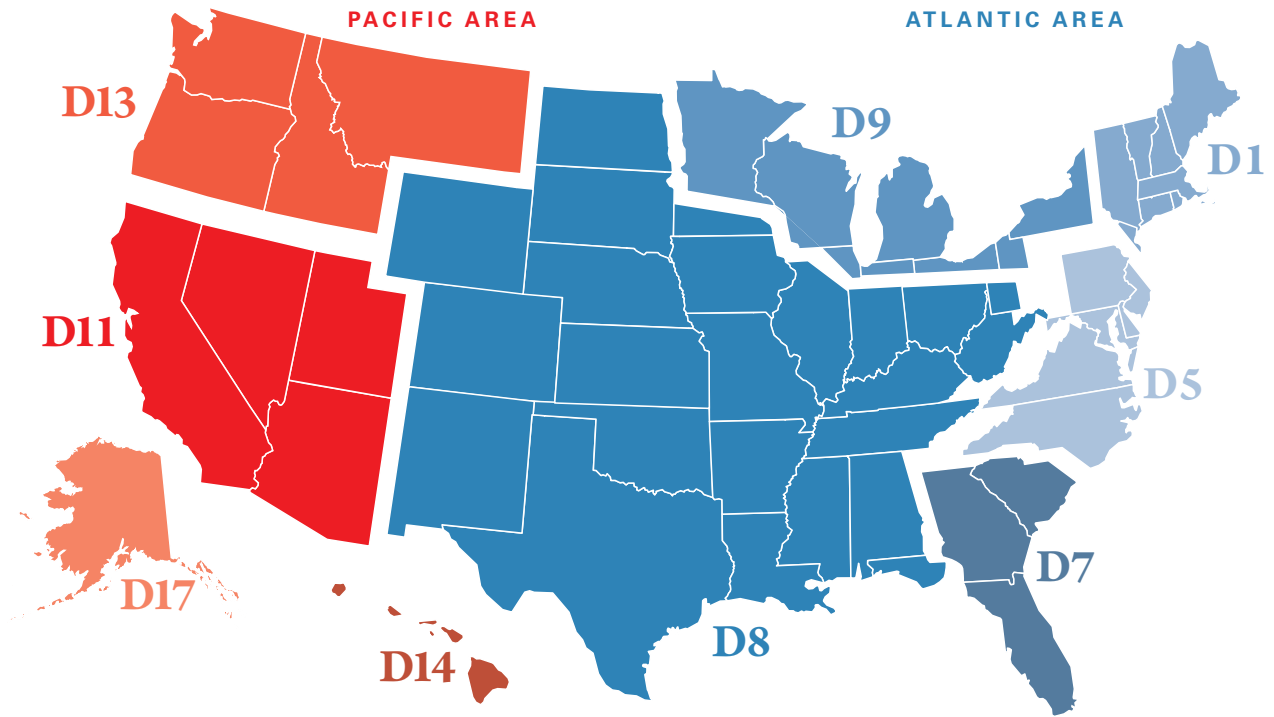 PACIFIC AREA
ATLANTIC AREA
D13
D9
D1
D11
D5
D7
D17
D8
D14